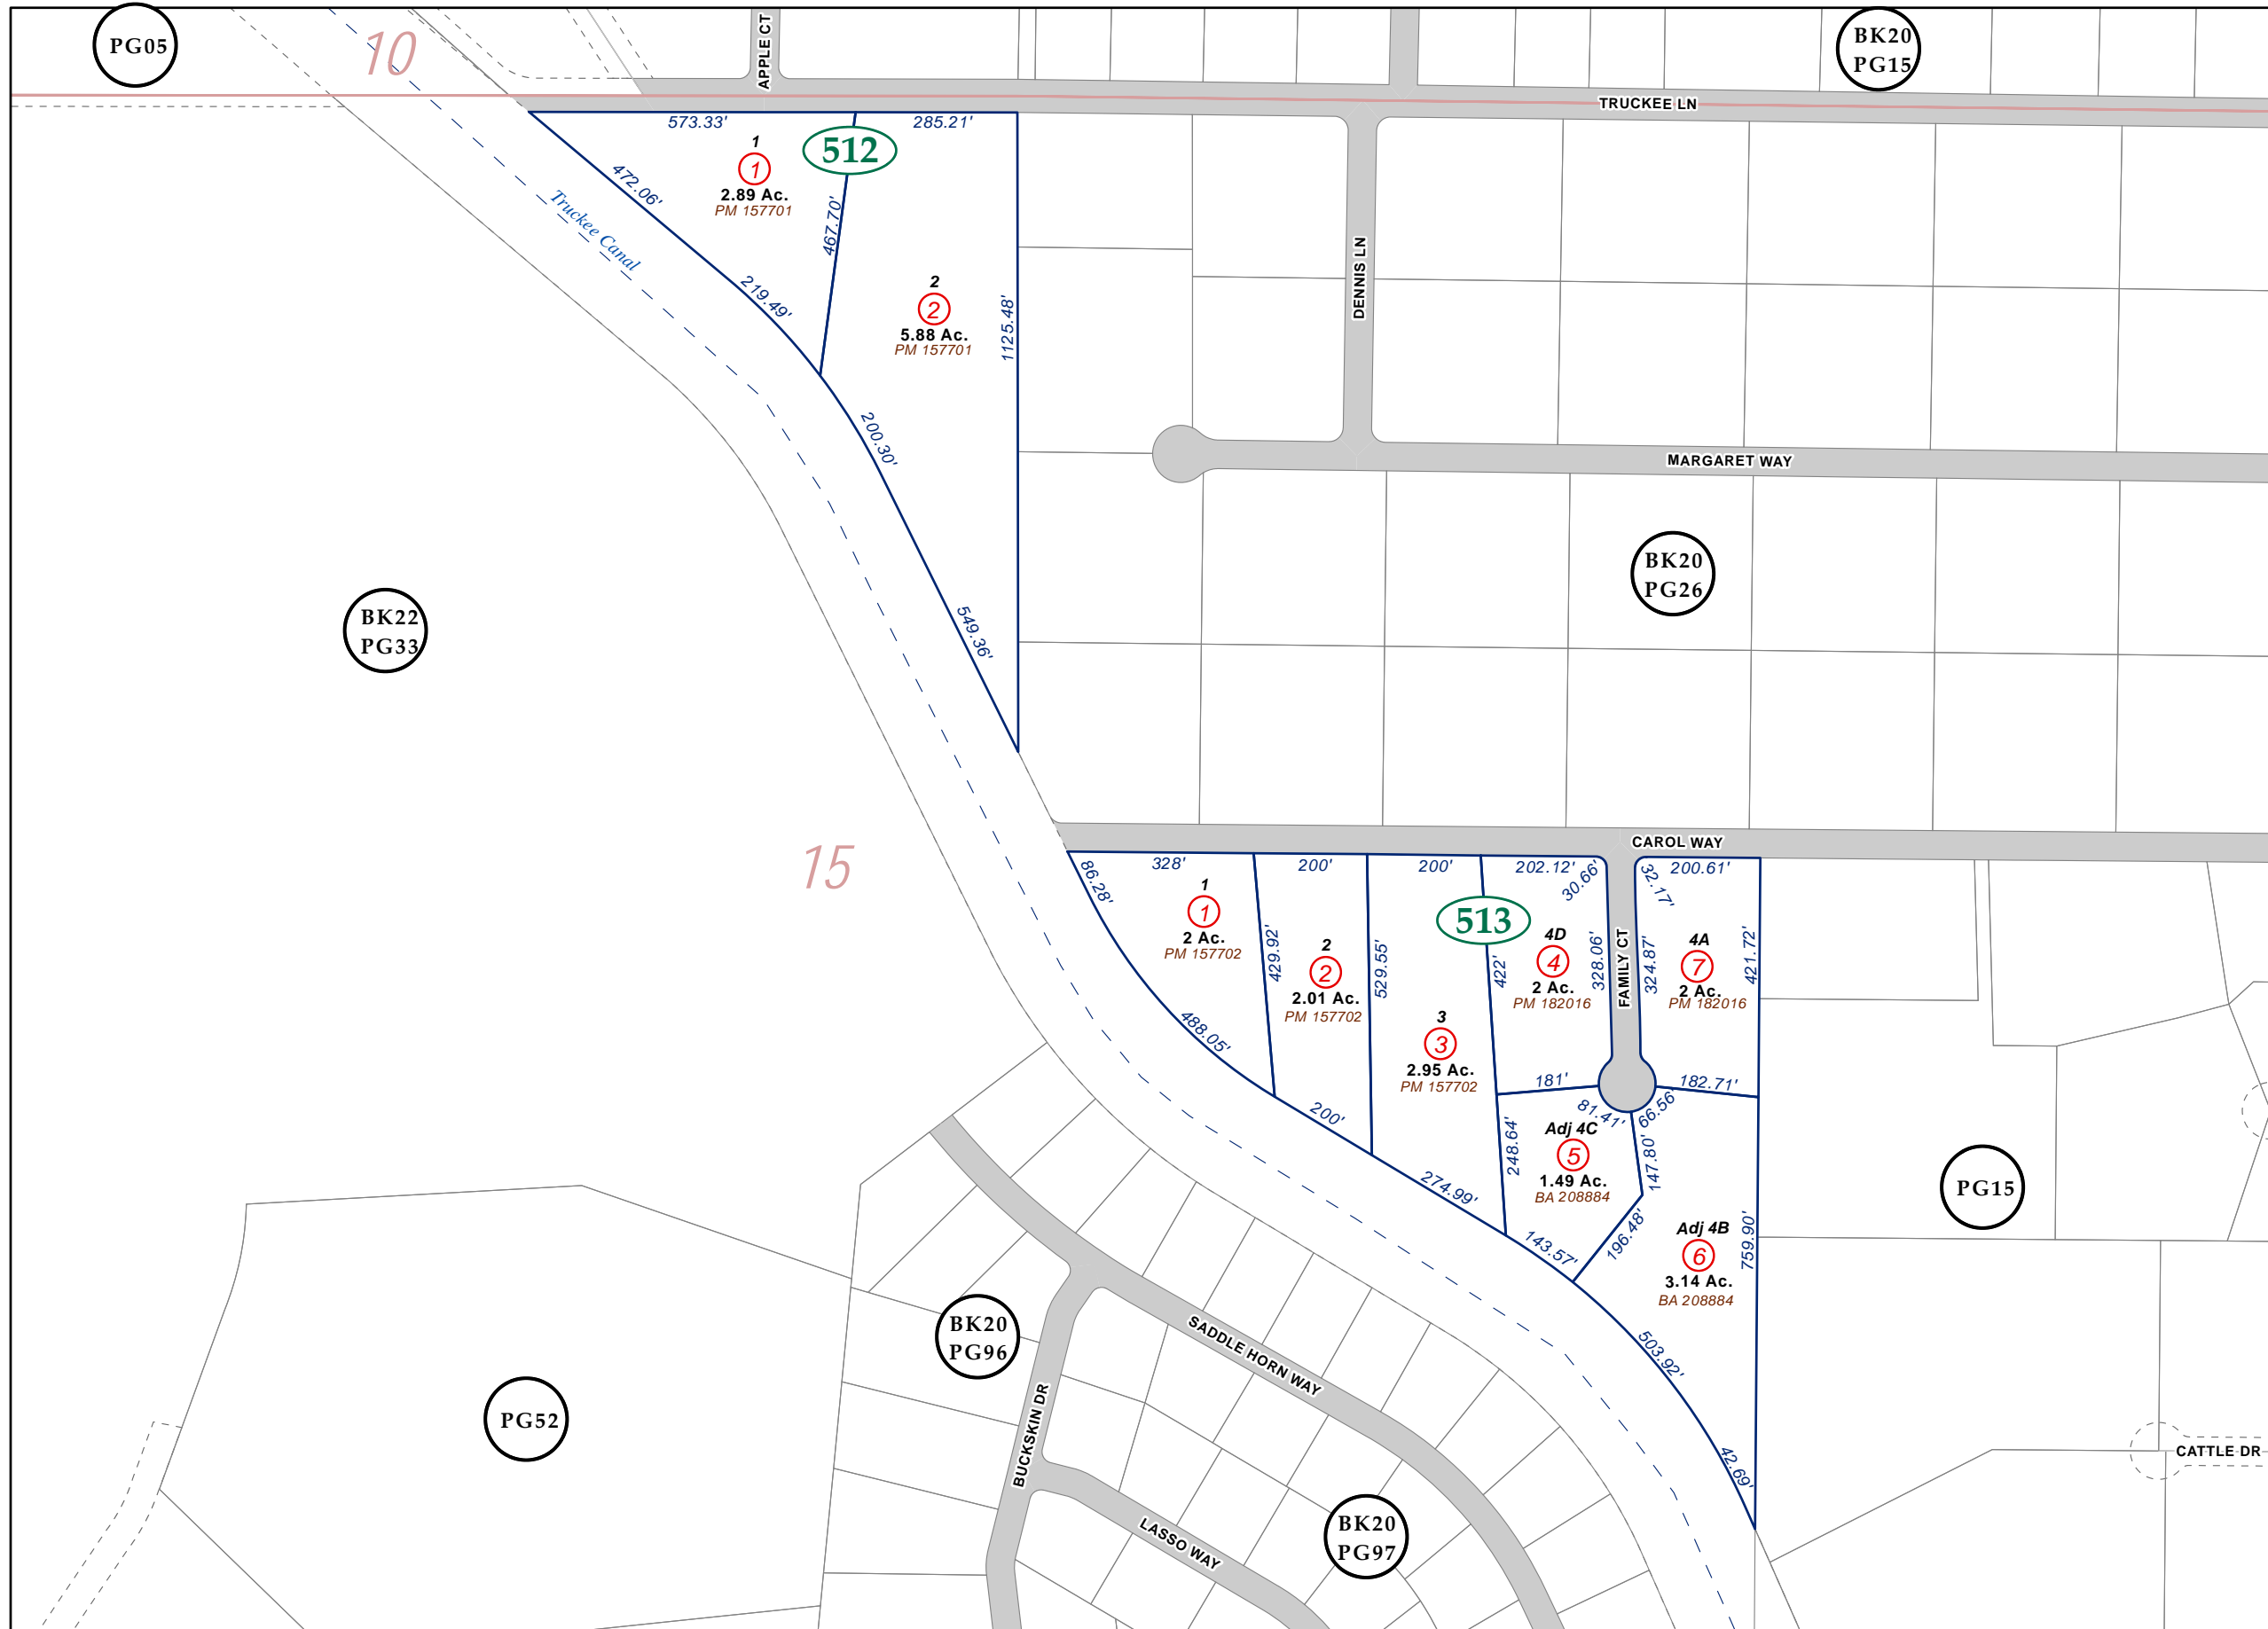 PG05
10
APPLE CT
BK20
PG15
TRUCKEE LN
573.33'
285.21'
512
1
1
2.89 Ac.
PM 157701
472.06'
Truckee Canal
467.70'
219.49'
2
2
5.88 Ac.
PM 157701
1125.48'
DENNIS LN
200.30'
MARGARET WAY
BK20
PG26
BK22
PG33
549.36'
15
CAROL WAY
86.28'
328'
200'
200'
202.12'
30.66'
32.17'
200.61'
1
1
2 Ac.
PM 157702
429.92'
2
2
2.01 Ac.
PM 157702
529.55'
513
3
3
2.95 Ac.
PM 157702
422'
4D
4
2 Ac.
PM 182016
328.06'
FAMILY CT
324.87'
4A
7
2 Ac.
PM 182016
421.72'
488.05'
200'
181'
182.71'
81.41'
66.56'
248.64'
Adj 4C
5
1.49 Ac.
BA 208884
147.80'
274.99'
143.57'
196.48'
Adj 4B
6
3.14 Ac.
BA 208884
759.90'
PG15
503.92'
42.69'
BK20
PG96
SADDLE HORN WAY
BUCKSKIN DR
PG52
LASSO WAY
BK20
PG97
CATTLE DR